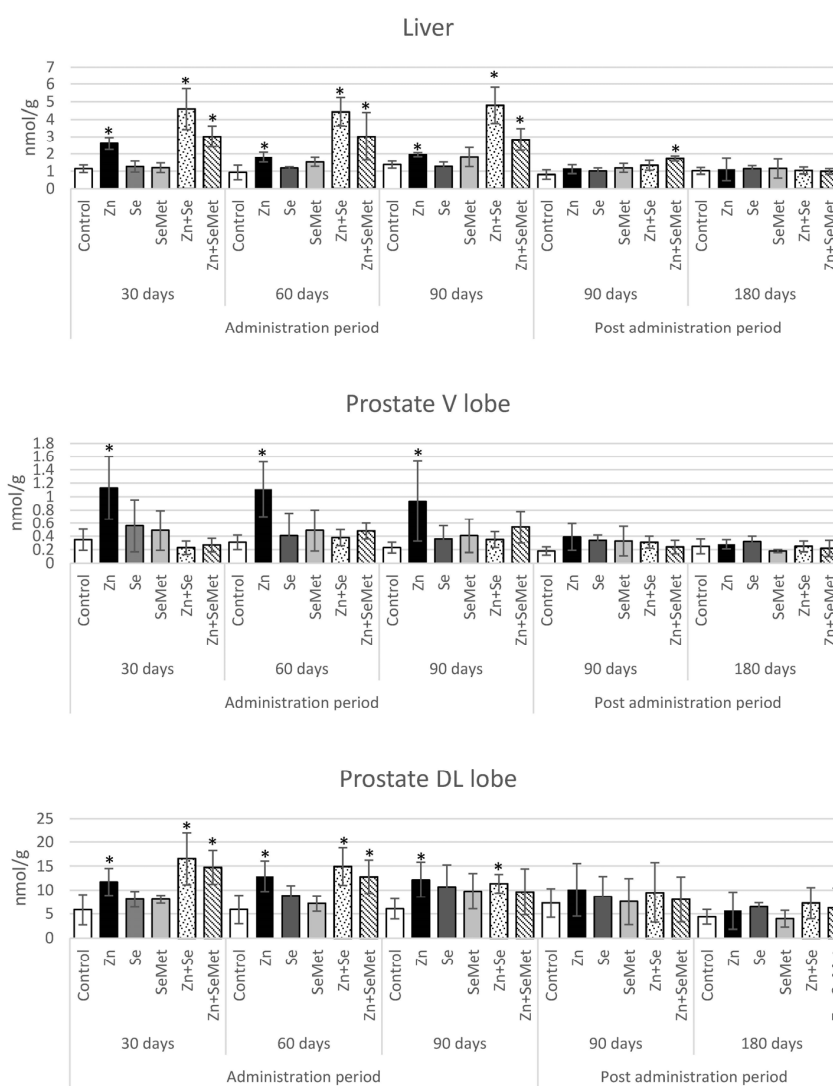 Liver
7
6
5
4
3
2
1
0
nmol/g
* * * * * * * * * *
Control Zn Se SeMet Zn+Se Zn+SeMet Control Zn Se SeMet Zn+Se Zn+SeMet Control Zn Se SeMet Zn+Se Zn+SeMet Control Zn Se SeMet Zn+Se Zn+SeMet Control Zn Se SeMet Zn+Se Zn+SeMet
30 days 60 days 90 days 90 days 180 days
Administration period Post administration period
Prostate V lobe
1.8
1.6
1.4
1.2
1
0.8
0.6
0.4
0.2
0
nmol/g
* * *
Control Zn Se SeMet Zn+Se Zn+SeMet Control Zn Se SeMet Zn+Se Zn+SeMet Control Zn Se SeMet Zn+Se Zn+SeMet Control Zn Se SeMet Zn+Se Zn+SeMet Control Zn Se SeMet Zn+Se Zn+SeMet
30 days 60 days 90 days 90 days 180 days
Administration period Post administration period
Prostate DL lobe
25
20
15
10
5
0
nmol/g
* * * * * * * *
Control Zn Se SeMet Zn+Se Zn+SeMet Control Zn Se SeMet Zn+Se Zn+SeMet Control Zn Se SeMet Zn+Se Zn+SeMet Control Zn Se SeMet Zn+Se Zn+SeMet Control Zn Se SeMet Zn+Se
30 days 60 days 90 days 90 days 180 days
Administration period Post administration period